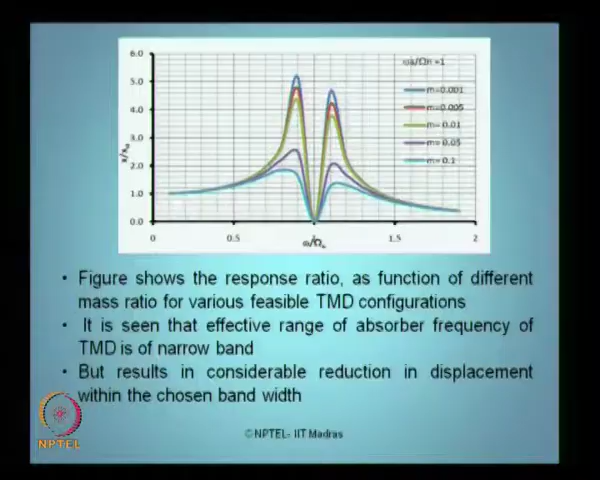 6.0
ωa/Ωn =1
5.0
m=0.001
4.0
m=0.005
m= 0.01
3.0
m= 0.05
2.0
m= 0.1
1.0
0.0
0 0.5 1.5 2
ω/Ωn
• Figure shows the response ratio, as function of different
mass ratio for various feasible TMD configurations
• It is seen that effective range of absorber frequency of
TMD is of narrow band
• But results in considerable reduction in displacement
within the chosen band width
NPTEL
©NPTEL- IIT Madras